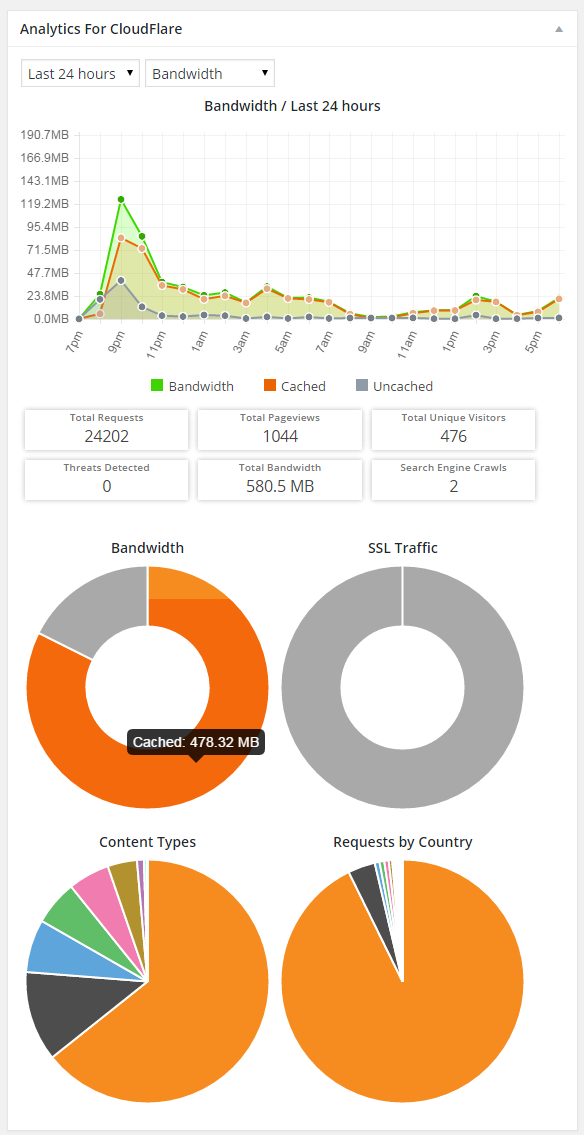 Analytics For CloudFlare
Last 24 hours Bandwidth
Bandwidth / Last 24 hours
190.7MB
166.9MB
143.1MB
119.2MB
95.4MB
71.5MB
47.7MB
23.8MB
0.0MB
7pm 9pm 11pm 1am 3am 5am 7am 9am 11am 1pm 3pm 5pm
Bandwidth Cached Uncached
Total Requests Total Pageviews Total Unique Visitors
24202 1044 476
Threats Detected Total Bandwidth Search Engine Crawls
0 580.5 MB 2
Bandwidth SSL Traffic
Cached: 478.32 MB
Content Types Requests by Country